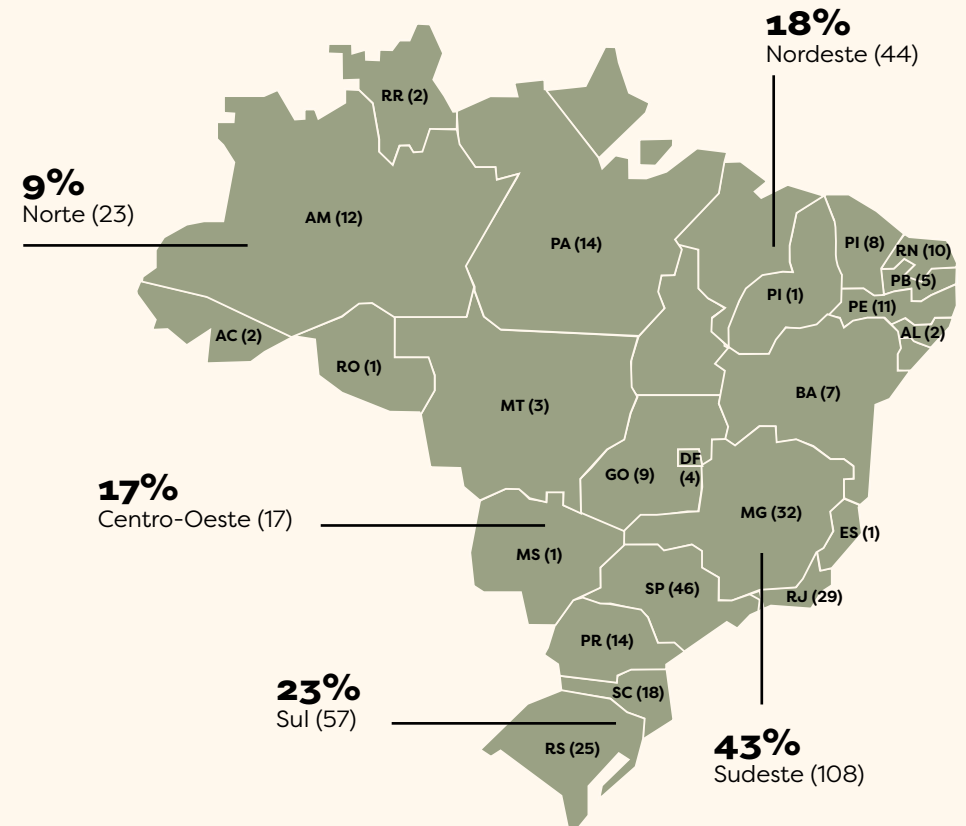 18%
Nordeste (44)
RR (2)
9%
Norte (23)
AM (12)
PA (14)
PI (8)
RN (10)
PB (5)
PI (1)
PE (11)
AC (2)
AL (2)
RO (1)
BA (7)
MT (3)
DF
(4)
GO (9)
17%
Centro-Oeste (17)
MG (32)
ES (1)
MS (1)
SP (46)
RJ (29)
PR (14)
23%
Sul (57)
SC (18)
RS (25)
43%
Sudeste (108)